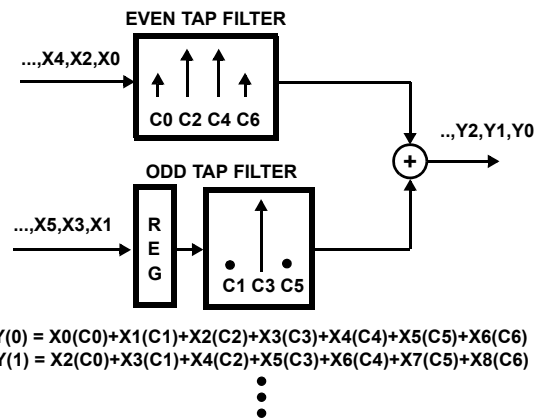 EVEN TAP FILTER
...,X4,X2,X0
C0 C2 C4 C6
..,Y2,Y1,Y0
+
ODD TAP FILTER
...,X5,X3,X1
R
E
G
C1 C3 C5
Y(0) = X0(C0)+X1(C1)+X2(C2)+X3(C3)+X4(C4)+X5(C5)+X6(C6)
Y(1) = X2(C0)+X3(C1)+X4(C2)+X5(C3)+X6(C4)+X7(C5)+X8(C6)